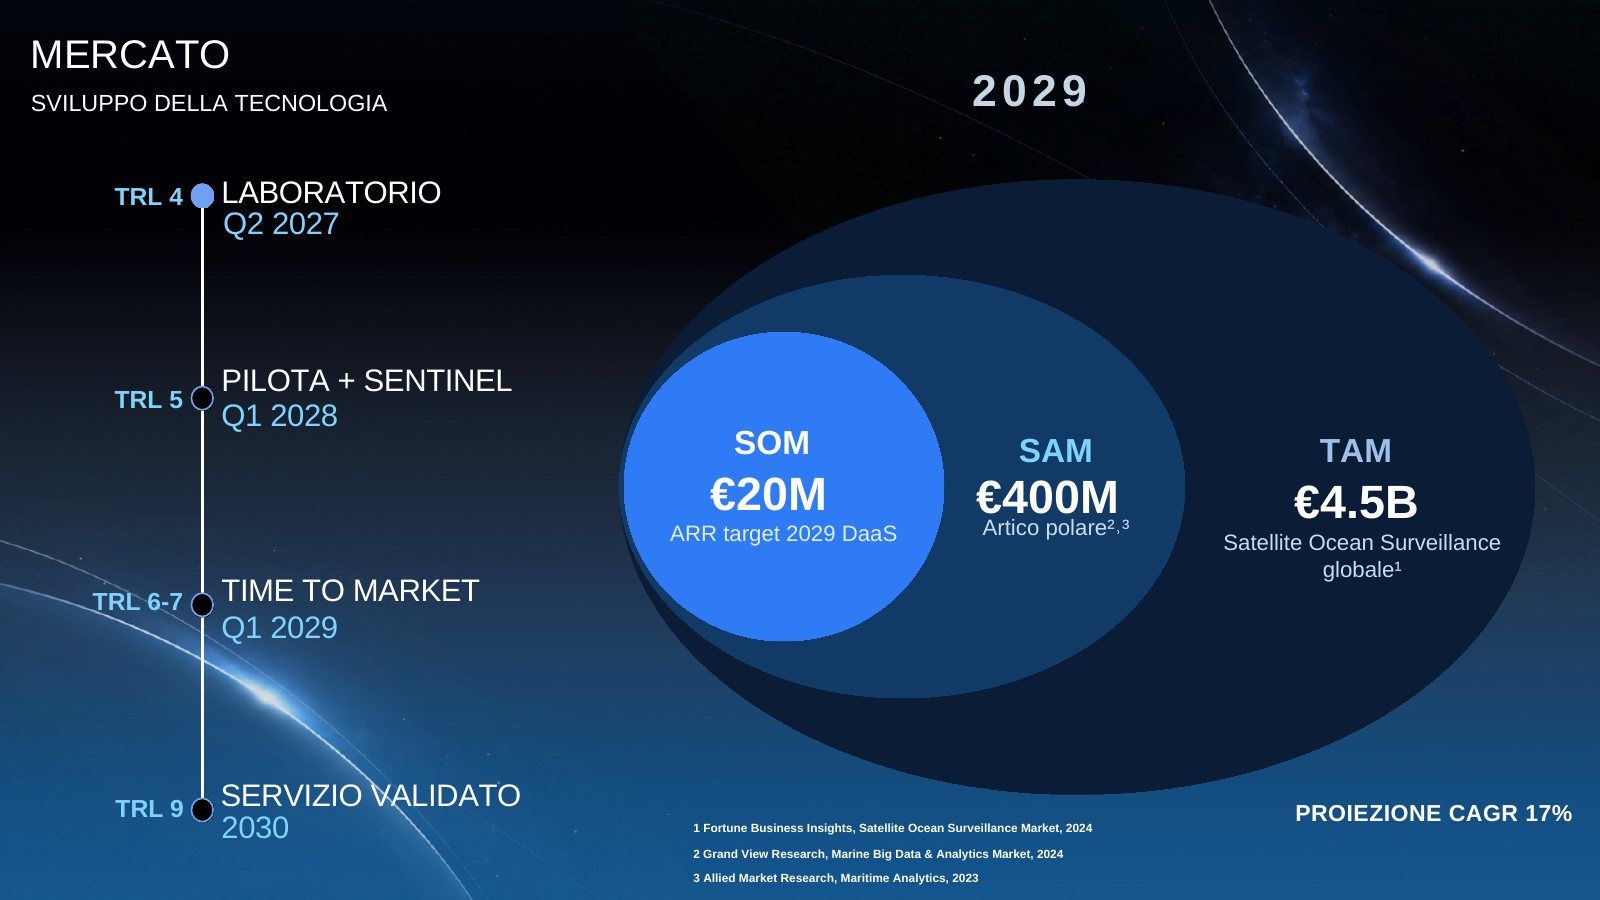 MERCATO
SVILUPPO DELLA TECNOLOGIA
2029
TRL 4
LABORATORIO
Q2 2027
TRL 5
PILOTA + SENTINEL
Q1 2028
TRL 6-7
TIME TO MARKET
Q1 2029
TRL 9
SERVIZIO VALIDATO
2030
SOM
€20M
ARR target 2029 DaaS
SAM
€400M
Artico polare²,³
TAM
€4.5B
Satellite Ocean Surveillance
globale¹
PROIEZIONE CAGR 17%
1 Fortune Business Insights, Satellite Ocean Surveillance Market, 2024
2 Grand View Research, Marine Big Data & Analytics Market, 2024
3 Allied Market Research, Maritime Analytics, 2023